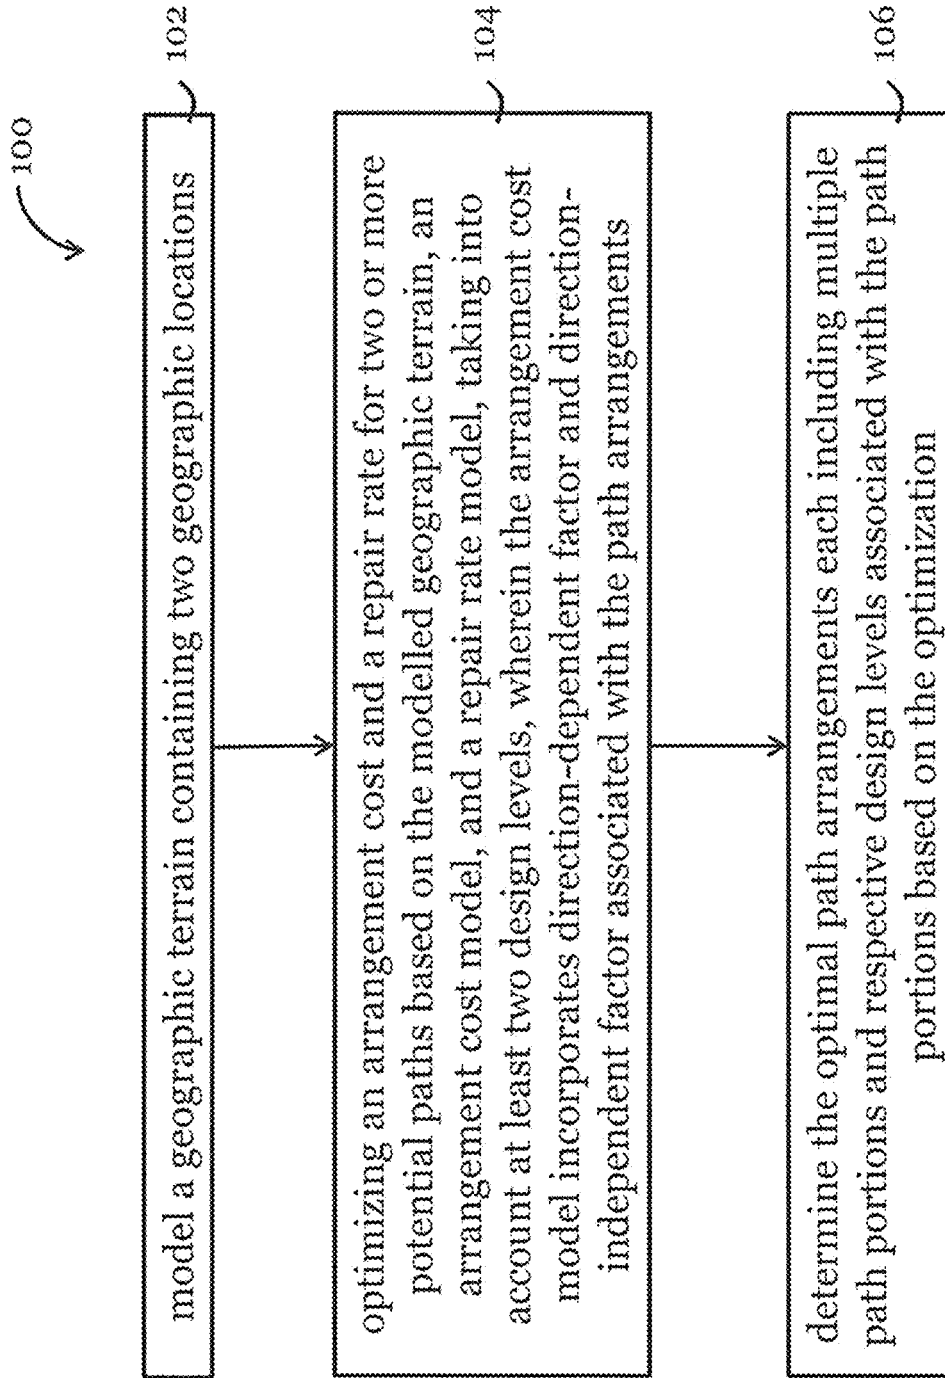 100
model a geographic terrain containing two geographic locations
102
optimizing an arrangement cost and a repair rate for two or more
potential paths based on the modelled geographic terrain, an
arrangement cost model, and a repair rate model, taking into
account at least two design levels, wherein the arrangement cost
model incorporates direction-dependent factor and direction-
independent factor associated with the path arrangements
104
determine the optimal path arrangements each including multiple
path portions and respective design levels associated with the path
portions based on the optimization
106